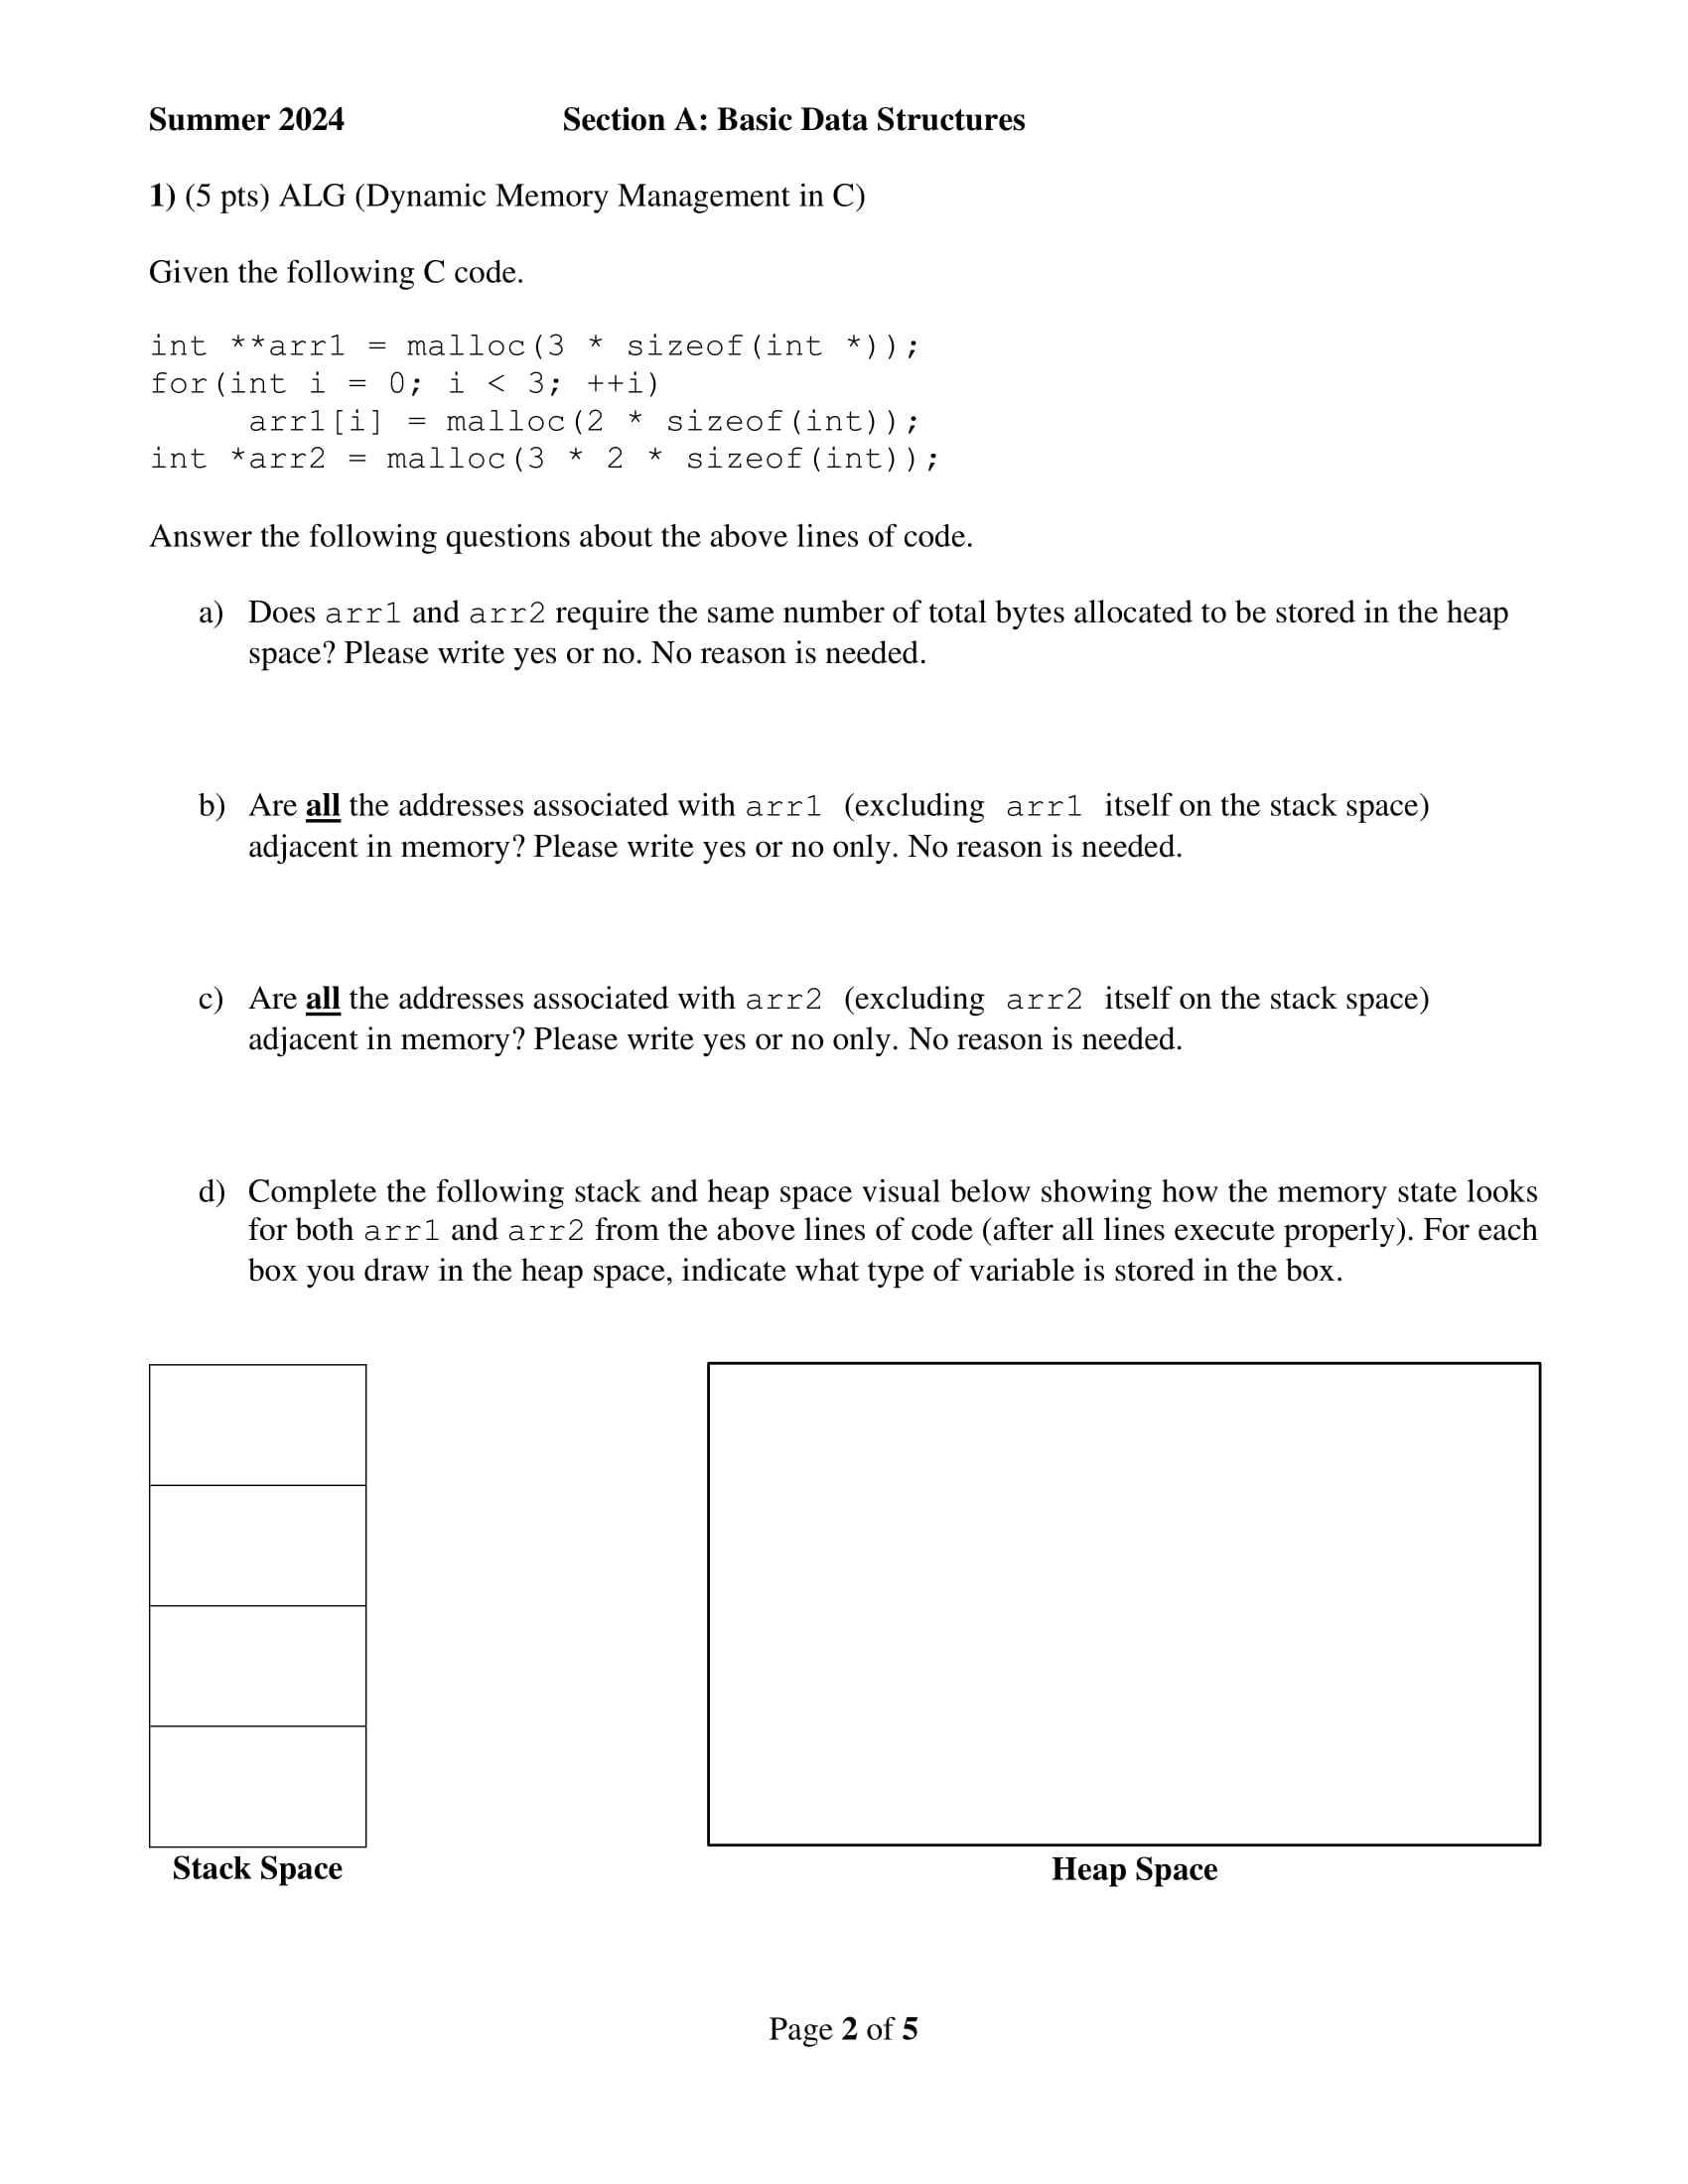 Summer 2024 Section A: Basic Data Structures
1) (5 pts) ALG (Dynamic Memory Management in C)
Given the following C code.
int **arr1 = malloc(3 * sizeof(int *));
for(int i = 0; i < 3; ++i)
     arr1[i] = malloc(2 * sizeof(int));
int *arr2 = malloc(3 * 2 * sizeof(int));
Answer the following questions about the above lines of code.
a) Does arr1 and arr2 require the same number of total bytes allocated to be stored in the heap
space? Please write yes or no. No reason is needed.
b) Are all the addresses associated with arr1 (excluding arr1 itself on the stack space)
adjacent in memory? Please write yes or no only. No reason is needed.
c) Are all the addresses associated with arr2 (excluding arr2 itself on the stack space)
adjacent in memory? Please write yes or no only. No reason is needed.
d) Complete the following stack and heap space visual below showing how the memory state looks
for both arr1 and arr2 from the above lines of code (after all lines execute properly). For each
box you draw in the heap space, indicate what type of variable is stored in the box.
Stack Space
Heap Space
Page 2 of 5